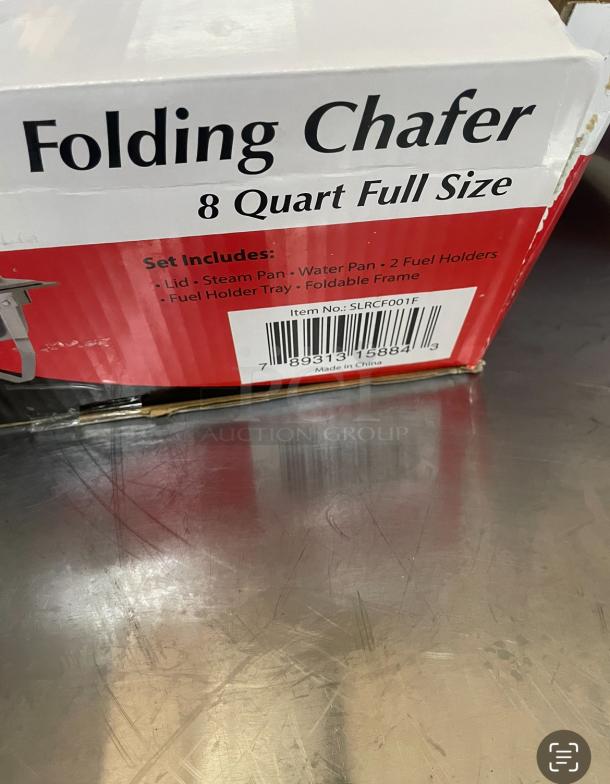 Folding Chafer
8 Quart Full Size
Set Includes:
• Lid • Steam Pan • Water Pan • 2 Fuel Holders
• Fuel Holder Tray • Foldable Frame
Item No.: SLRCF001F
7 89313 15884 3
Made in China
PCI
AUCTION GROUP